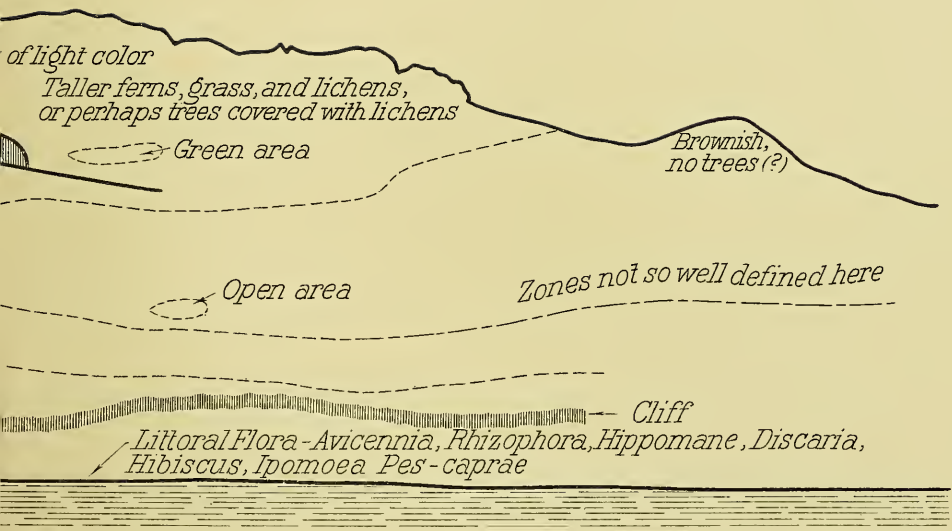 of light color
Taller ferns, grass, and lichens,
or perhaps trees covered with lichens
Green area
Brownish,
no trees (?)
Open area
Zones not so well defined here
Cliff
Littoral Flora - Avicennia, Rhizophora, Hippomane, Discaria,
Hibiscus, Ipomoea Pes-caprae